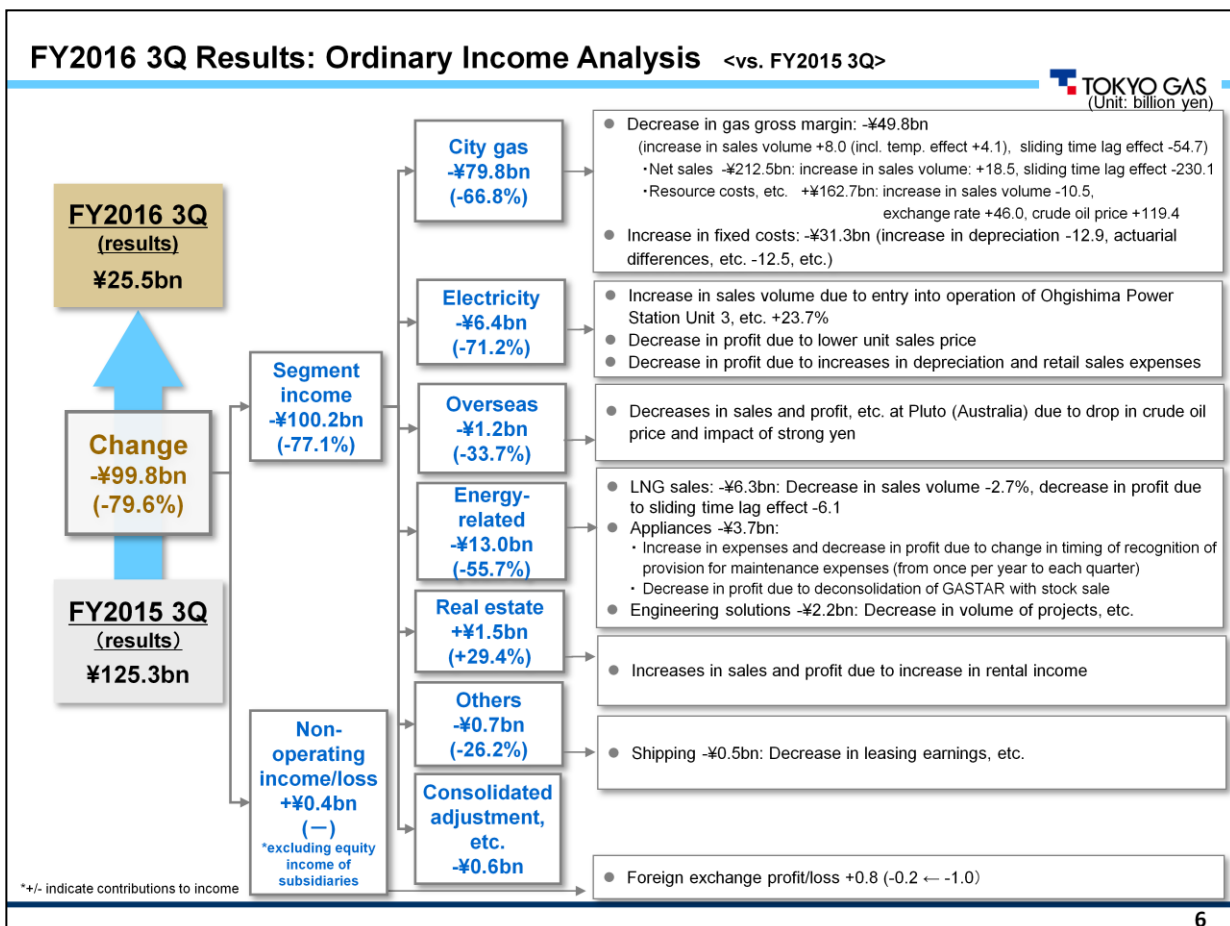 FY2016 3Q Results: Ordinary Income Analysis <vs. FY2015 3Q>
TOKYO GAS
(Unit: billion yen)
FY2016 3Q
(results)
¥25.5bn
Change
-¥99.8bn
(-79.6%)
FY2015 3Q
(results)
¥125.3bn
Segment
income
-¥100.2bn
(-77.1%)
Non-
operating
income/loss
+¥0.4bn
(－)
*excluding equity
income of
subsidiaries
City gas
-¥79.8bn
(-66.8%)
● Decrease in gas gross margin: -¥49.8bn
(increase in sales volume +8.0 (incl. temp. effect +4.1), sliding time lag effect -54.7)
・Net sales -¥212.5bn: increase in sales volume: +18.5, sliding time lag effect -230.1
・Resource costs, etc. +¥162.7bn: increase in sales volume -10.5,
exchange rate +46.0, crude oil price +119.4
● Increase in fixed costs: -¥31.3bn (increase in depreciation -12.9, actuarial
differences, etc. -12.5, etc.)
Electricity
-¥6.4bn
(-71.2%)
● Increase in sales volume due to entry into operation of Ohgishima Power
Station Unit 3, etc. +23.7%
● Decrease in profit due to lower unit sales price
● Decrease in profit due to increases in depreciation and retail sales expenses
Overseas
-¥1.2bn
(-33.7%)
● Decreases in sales and profit, etc. at Pluto (Australia) due to drop in crude oil
price and impact of strong yen
Energy-
related
-¥13.0bn
(-55.7%)
● LNG sales: -¥6.3bn: Decrease in sales volume -2.7%, decrease in profit due
to sliding time lag effect -6.1
● Appliances -¥3.7bn:
・Increase in expenses and decrease in profit due to change in timing of recognition of
provision for maintenance expenses (from once per year to each quarter)
・Decrease in profit due to deconsolidation of GASTAR with stock sale
● Engineering solutions -¥2.2bn: Decrease in volume of projects, etc.
Real estate
+¥1.5bn
(+29.4%)
● Increases in sales and profit due to increase in rental income
Others
-¥0.7bn
(-26.2%)
● Shipping -¥0.5bn: Decrease in leasing earnings, etc.
Consolidated
adjustment,
etc.
-¥0.6bn
● Foreign exchange profit/loss +0.8 (-0.2 ← -1.0）
*+/- indicate contributions to income
6